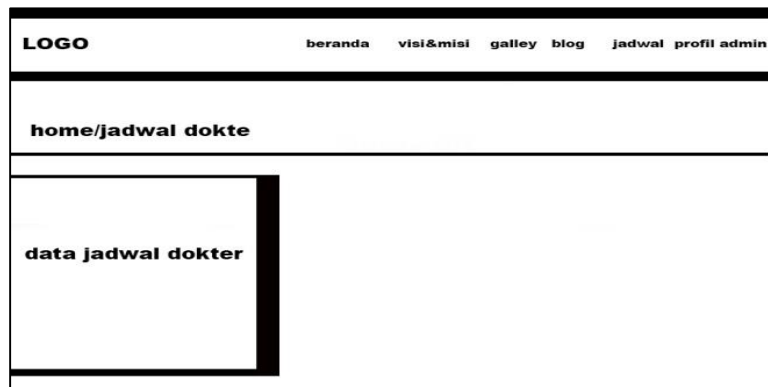 LOGO beranda visi&misi galley blog jadwal profil admin
home/jadwal dokte
data jadwal dokter